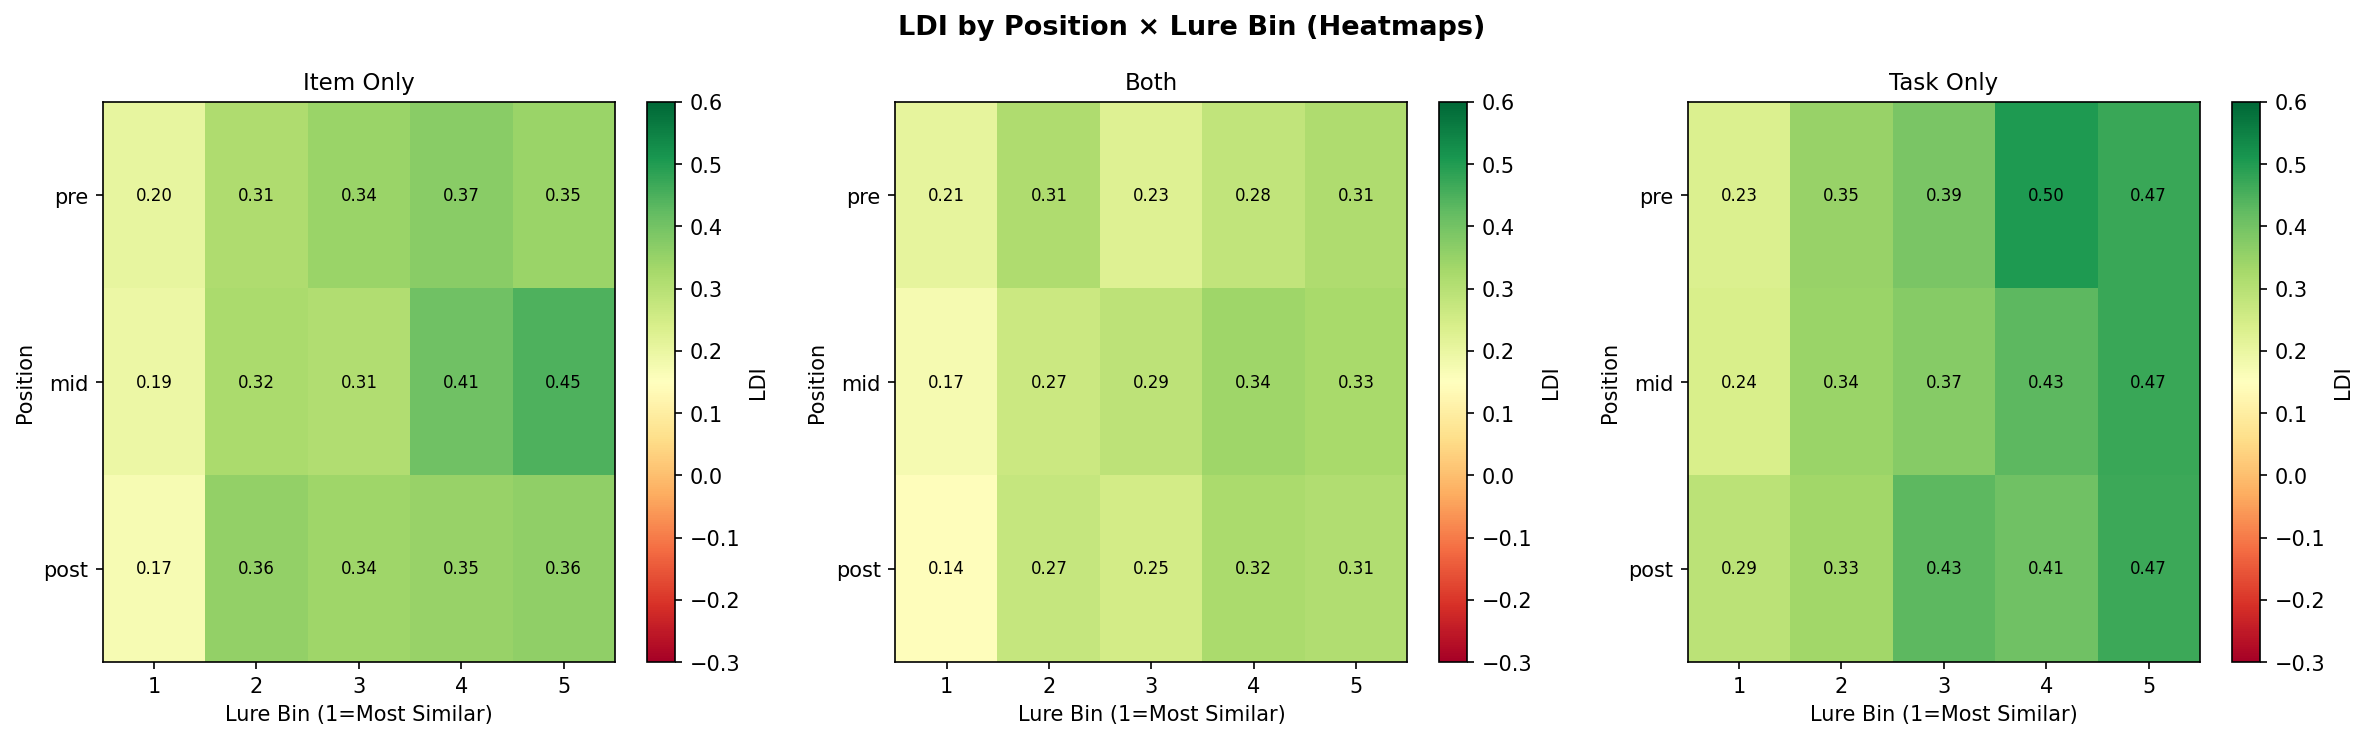 LDI by Position × Lure Bin (Heatmaps)
Item Only
Position
pre
mid
post
0.20 0.31 0.34 0.37 0.35
0.19 0.32 0.31 0.41 0.45
0.17 0.36 0.34 0.35 0.36
1 2 3 4 5
Lure Bin (1=Most Similar)
0.6
0.5
0.4
0.3
0.2
0.1
0.0
−0.1
−0.2
−0.3
LDI
Both
Position
pre
mid
post
0.21 0.31 0.23 0.28 0.31
0.17 0.27 0.29 0.34 0.33
0.14 0.27 0.25 0.32 0.31
1 2 3 4 5
Lure Bin (1=Most Similar)
0.6
0.5
0.4
0.3
0.2
0.1
0.0
−0.1
−0.2
−0.3
LDI
Task Only
Position
pre
mid
post
0.23 0.35 0.39 0.50 0.47
0.24 0.34 0.37 0.43 0.47
0.29 0.33 0.43 0.41 0.47
1 2 3 4 5
Lure Bin (1=Most Similar)
0.6
0.5
0.4
0.3
0.2
0.1
0.0
−0.1
−0.2
−0.3
LDI